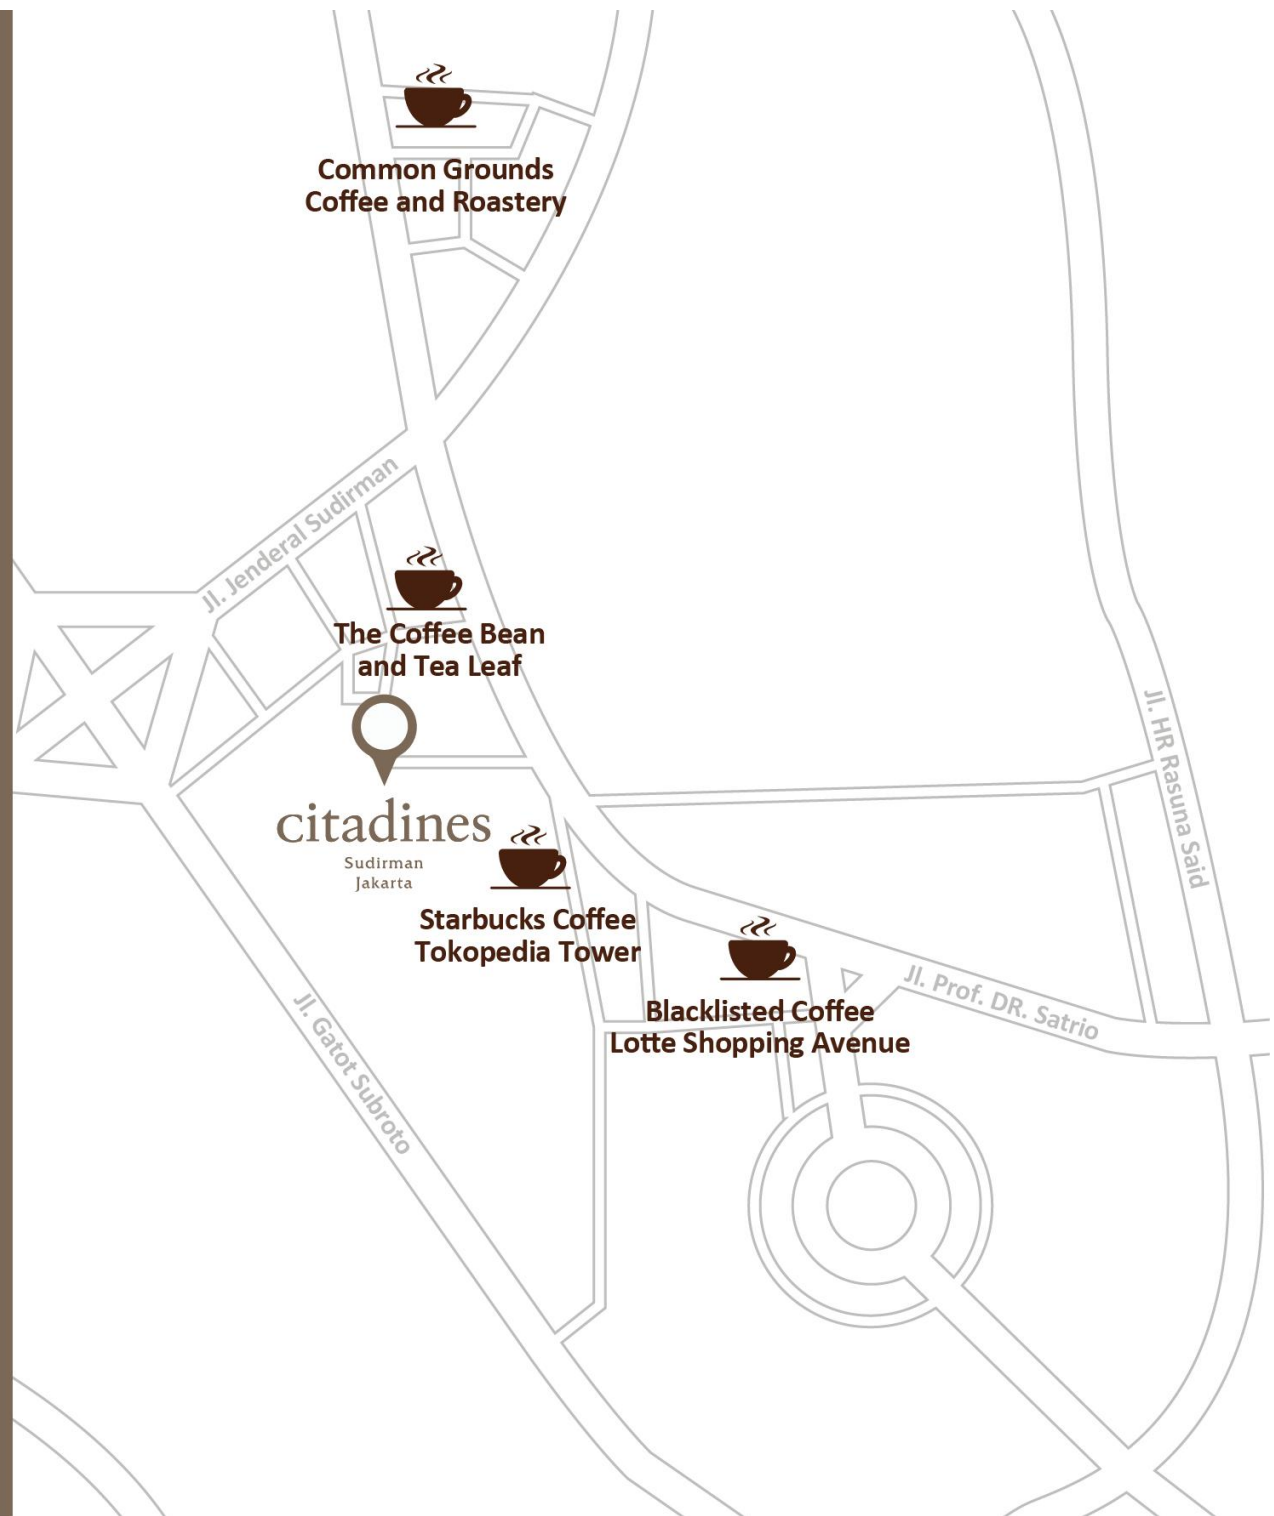 Common Grounds
Coffee and Roastery
Jl. Jenderal Sudirman
The Coffee Bean
and Tea Leaf
Jl. HR Rasuna Said
citadines
Sudirman
Jakarta
Starbucks Coffee
Tokopedia Tower
Jl. Prof. DR. Satrio
Blacklisted Coffee
Lotte Shopping Avenue
Jl. Gatot Subroto